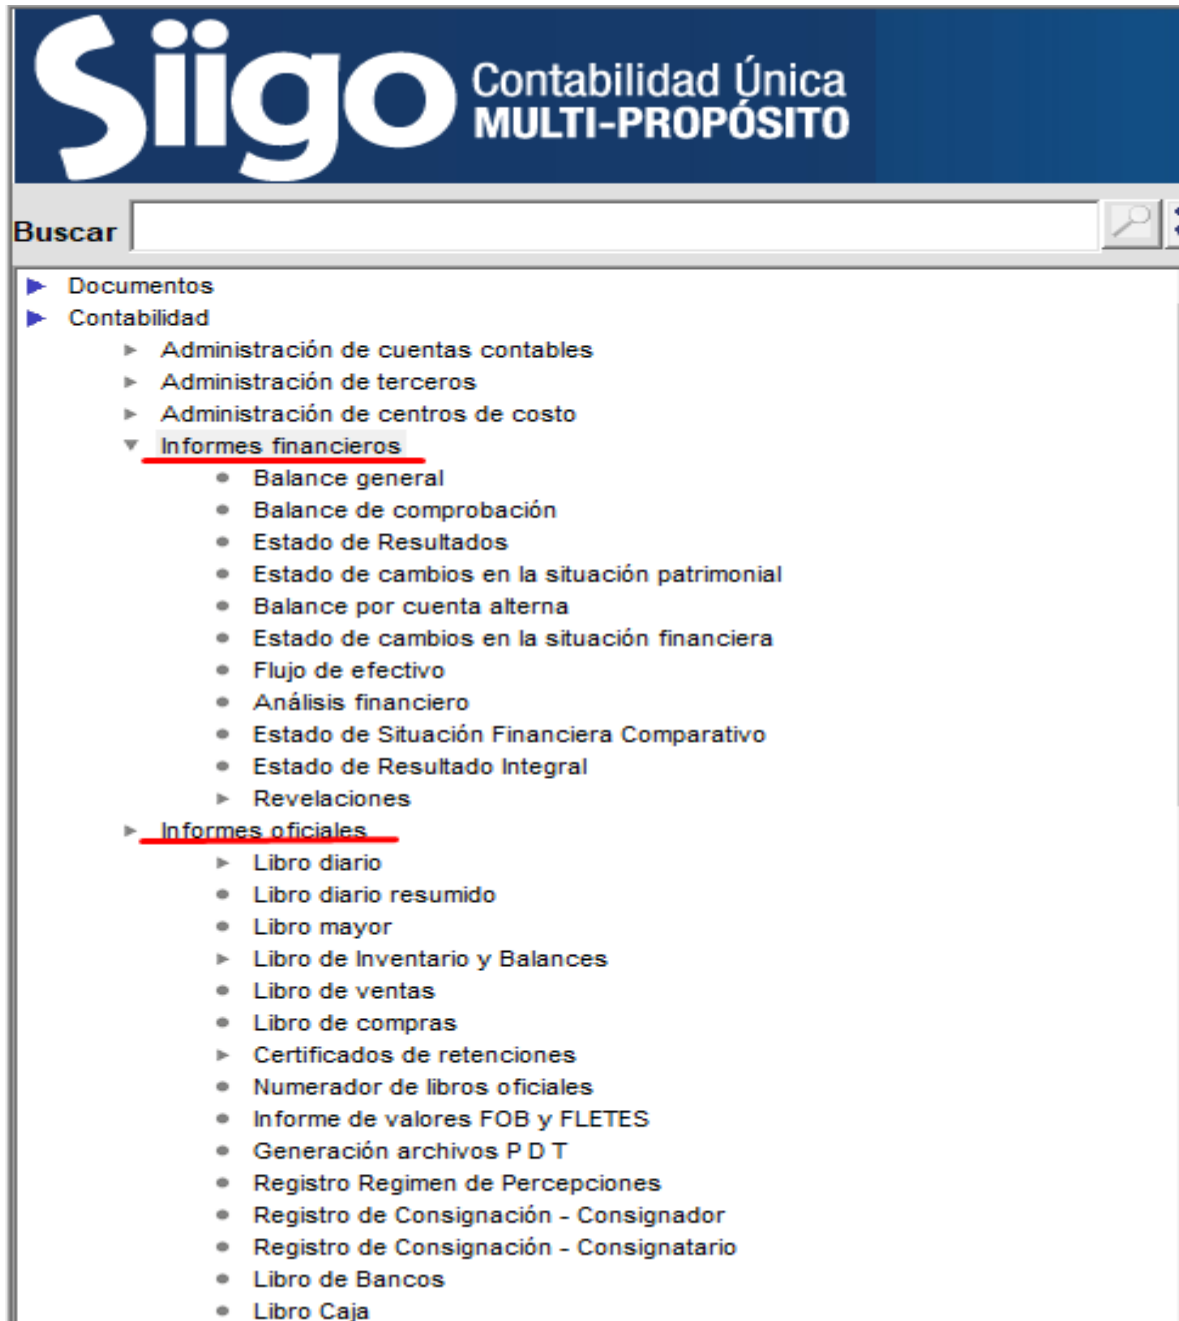 Siigo Contabilidad Única
MULTI-PROPÓSITO
Buscar
Documentos
Contabilidad
Administración de cuentas contables
Administración de terceros
Administración de centros de costo
Informes financieros
Balance general
Balance de comprobación
Estado de Resultados
Estado de cambios en la situación patrimonial
Balance por cuenta alterna
Estado de cambios en la situación financiera
Flujo de efectivo
Análisis financiero
Estado de Situación Financiera Comparativo
Estado de Resultado Integral
Revelaciones
Informes oficiales
Libro diario
Libro diario resumido
Libro mayor
Libro de Inventario y Balances
Libro de ventas
Libro de compras
Certificados de retenciones
Numerador de libros oficiales
Informe de valores FOB y FLETES
Generación archivos P D T
Registro Regimen de Percepciones
Registro de Consignación - Consignador
Registro de Consignación - Consignatario
Libro de Bancos
Libro Caja